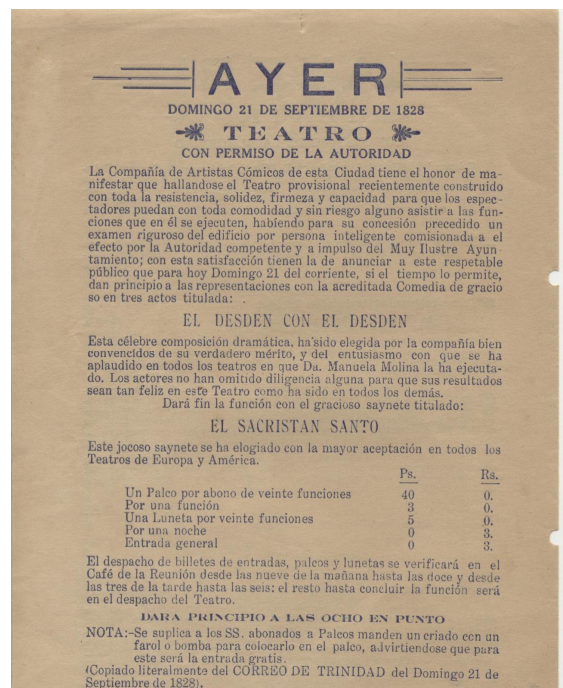 AYER
DOMINGO 21 DE SEPTIEMBRE DE 1828
TEATRO
CON PERMISO DE LA AUTORIDAD
La Compañía de Artistas Cómicos de esta Ciudad tiene el honor de ma-
nifestar que hallandose el Teatro provisional recientemente construido
con toda la resistencia, solidez, firmeza y capacidad para que los espec-
tadores puedan con toda comodidad y sin riesgo alguno asistir a las fun-
ciones que en él se ejecuten, habiendo para su concesión precedido un
examen riguroso del edificio por persona inteligente comisionada a el
efecto por la Autoridad competente y a impulso del Muy Ilustre Ayun-
tamiento; con esta satisfacción tienen la de anunciar a este respetable
público que para hoy Domingo 21 del corriente, si el tiempo lo permite,
dan principio a las representaciones con la acreditada Comedia de gracio
so en tres actos titulada:
EL DESDEN CON EL DESDEN
Esta célebre composición dramática, ha sido elegida por la compañía bien
convencidos de su verdadero mérito, y del entusiasmo con que se ha
aplaudido en todos los teatros en que Da. Manuela Molina la ha ejecuta-
do. Los actores no han omitido diligencia alguna para que sus resultados
sean tan feliz en este Teatro como ha sido en todos los demás.
Dará fin la función con el gracioso saynete titulado:
EL SACRISTAN SANTO
Este jocoso saynete se ha elogiado con la mayor aceptación en todos los
Teatros de Europa y América.
Ps. Rs.
Un Palco por abono de veinte funciones 40 0.
Por una función 3 0.
Una Luneta por veinte funciones 5 0.
Por una noche 0 3.
Entrada general 0 3.
El despacho de billetes de entradas, palcos y lunetas se verificará en el
Café de la Reunión desde las nueve de la mañana hasta las doce y desde
las tres de la tarde hasta las seis: el resto hasta concluir la función será
en el despacho del Teatro.
DARA PRINCIPIO A LAS OCHO EN PUNTO
NOTA:-Se suplica a los SS. abonados a Palcos manden un criado con un
farol o bomba para colocarlo en el palco, advirtiendose que para
este será la entrada gratis.
(Copiado literalmente del CORREO DE TRINIDAD del Domingo 21 de
Septiembre de 1828).